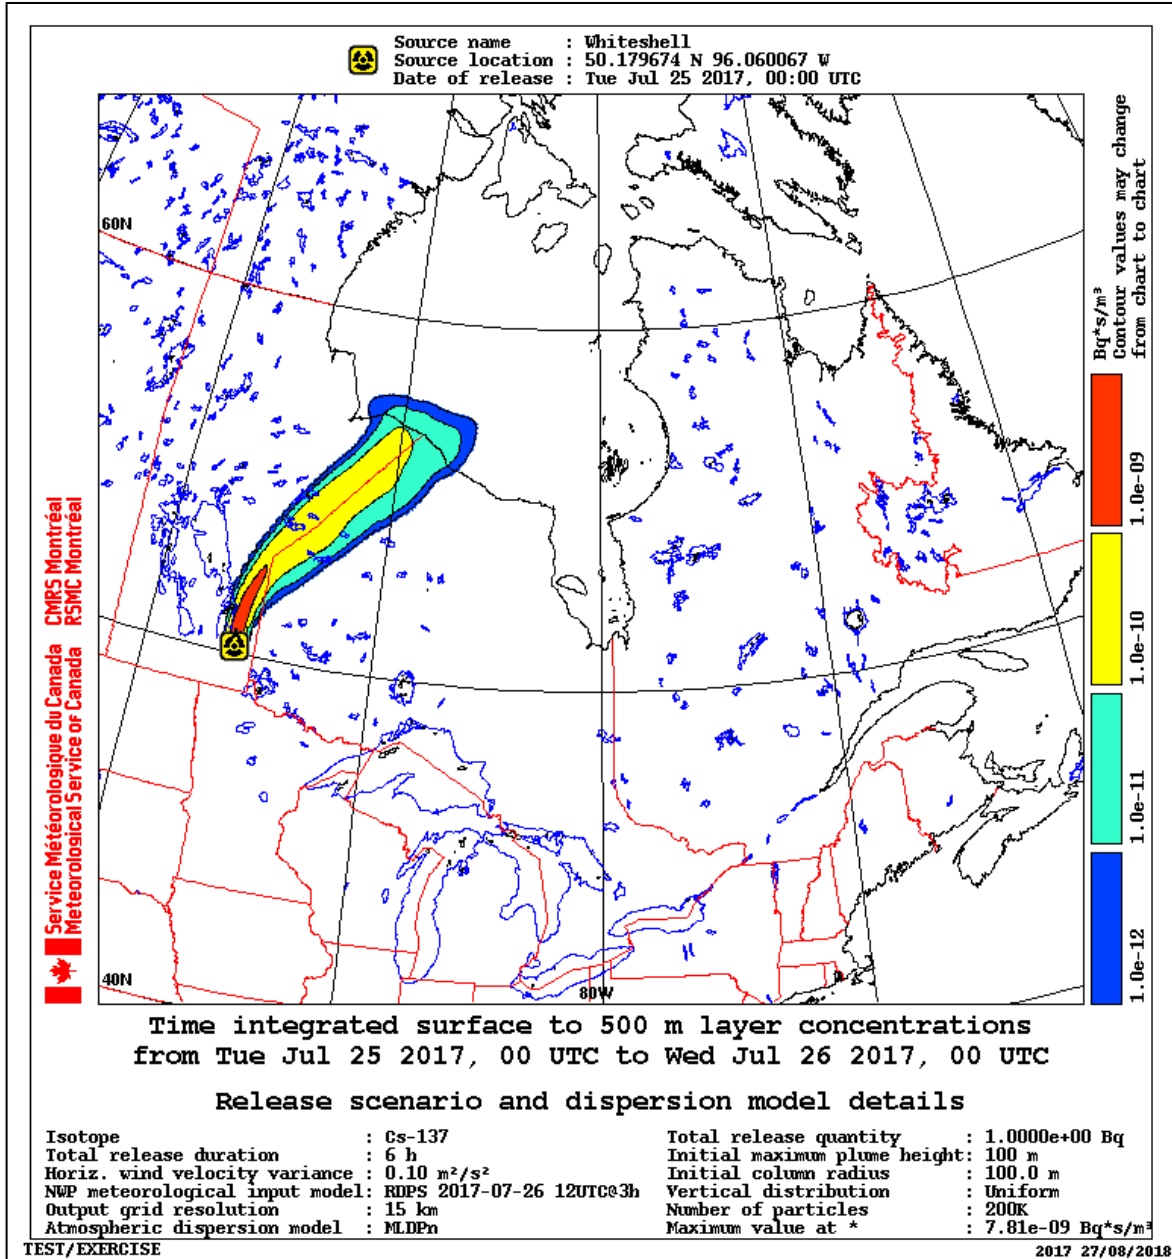 Source name : Whiteshell
Source location : 50.179674 N 96.060067 W
Date of release : Tue Jul 25 2017, 00:00 UTC
60N
40N
80W
Service Météorologique du Canada CMRS Montréal
Meteorological Service of Canada RSMC Montréal
Bq*s/m³
Contour values may change
from chart to chart
1.0e-09
1.0e-10
1.0e-11
1.0e-12
Time integrated surface to 500 m layer concentrations
from Tue Jul 25 2017, 00 UTC to Wed Jul 26 2017, 00 UTC
Release scenario and dispersion model details
Isotope : Cs-137
Total release duration : 6 h
Horiz. wind velocity variance : 0.10 m²/s²
NWP meteorological input model: RDPS 2017-07-26 12UTC@3h
Output grid resolution : 15 km
Atmospheric dispersion model : MLDPn
Total release quantity : 1.0000e+00 Bq
Initial maximum plume height: 100 m
Initial column radius : 100.0 m
Vertical distribution : Uniform
Number of particles : 200K
Maximum value at * : 7.81e-09 Bq*s/m³
TEST/EXERCISE
2017